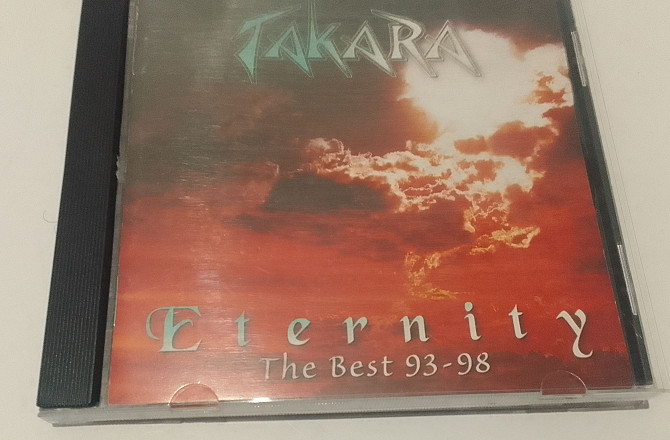 TAKARA
Eternity
The Best 93-98